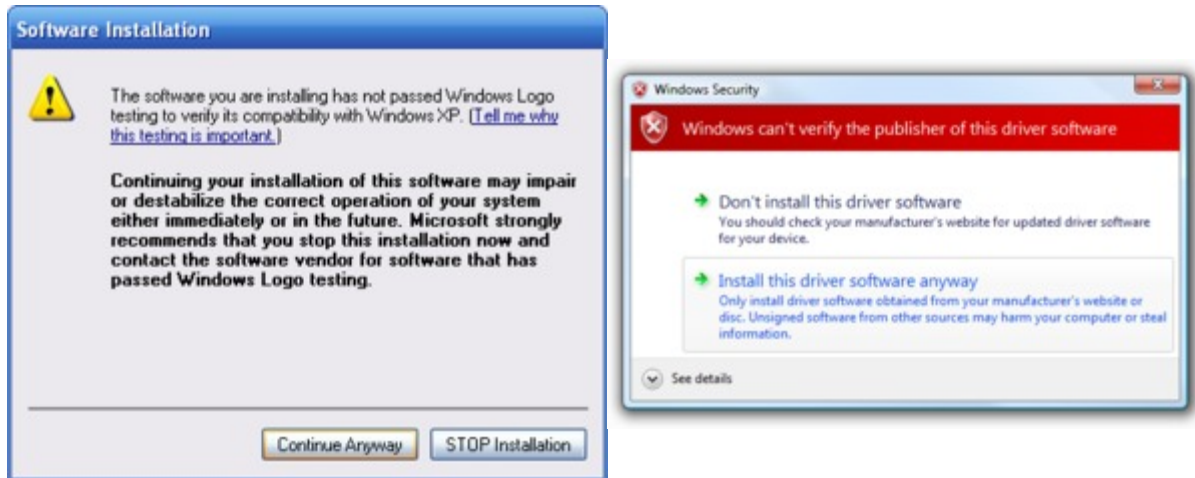 Software Installation
The software you are installing has not passed Windows Logo
testing to verify its compatibility with Windows XP. (Tell me why
this testing is important.)
Continuing your installation of this software may impair
or destabilize the correct operation of your system
either immediately or in the future. Microsoft strongly
recommends that you stop this installation now and
contact the software vendor for software that has
passed Windows Logo testing.
Continue Anyway
STOP Installation
Windows Security
Windows can't verify the publisher of this driver software
Don't install this driver software
You should check your manufacturer's website for updated driver software
for your device.
Install this driver software anyway
Only install driver software obtained from your manufacturer's website or
disc. Unsigned software from other sources may harm your computer or steal
information.
See details